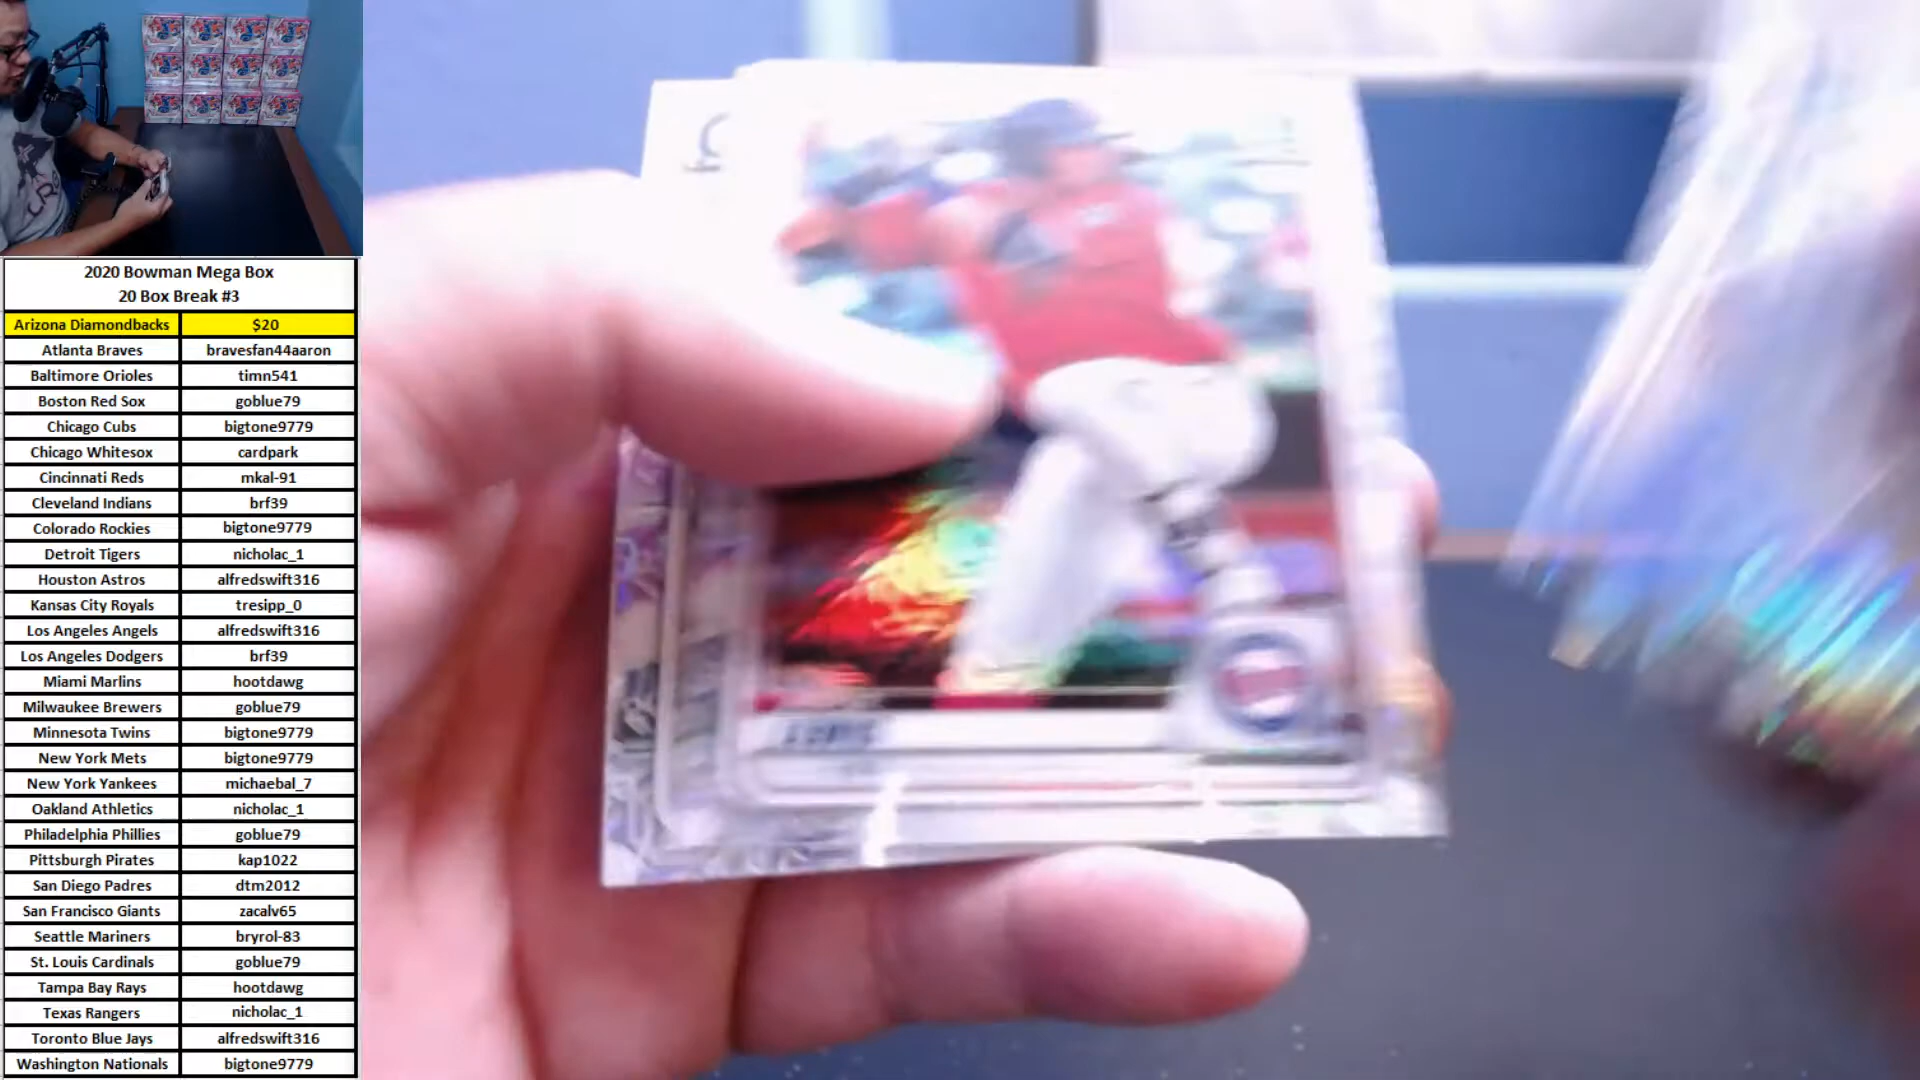 2020 Bowman Mega Box
20 Box Break #3
Arizona Diamondbacks $20
Atlanta Braves bravesfan44aaron
Baltimore Orioles timn541
Boston Red Sox goblue79
Chicago Cubs bigtone9779
Chicago Whitesox cardpark
Cincinnati Reds mkal-91
Cleveland Indians brf39
Colorado Rockies bigtone9779
Detroit Tigers nicholac_1
Houston Astros alfredswift316
Kansas City Royals tresipp_0
Los Angeles Angels alfredswift316
Los Angeles Dodgers brf39
Miami Marlins hootdawg
Milwaukee Brewers goblue79
Minnesota Twins bigtone9779
New York Mets bigtone9779
New York Yankees michaebal_7
Oakland Athletics nicholac_1
Philadelphia Phillies goblue79
Pittsburgh Pirates kap1022
San Diego Padres dtm2012
San Francisco Giants zacalv65
Seattle Mariners bryrol-83
St. Louis Cardinals goblue79
Tampa Bay Rays hootdawg
Texas Rangers nicholac_1
Toronto Blue Jays alfredswift316
Washington Nationals bigtone9779